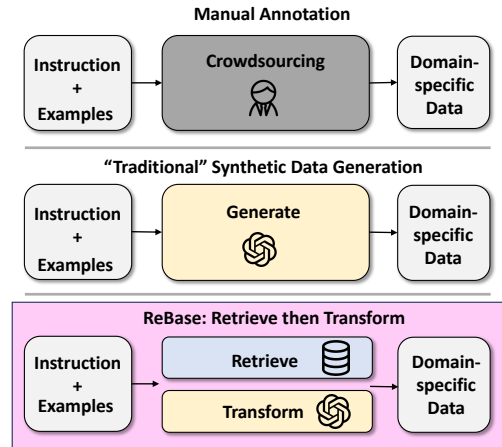 Manual Annotation
Instruction
+
Examples
Crowdsourcing
Domain-
specific
Data
“Traditional” Synthetic Data Generation
Instruction
+
Examples
Generate
Domain-
specific
Data
ReBase: Retrieve then Transform
Instruction
+
Examples
Retrieve
Transform
Domain-
specific
Data